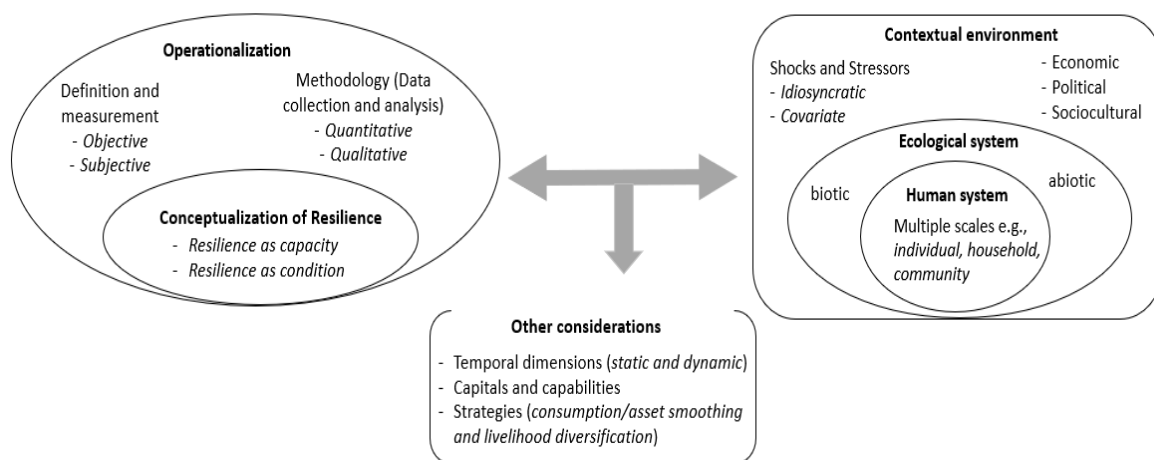 Operationalization
Definition and
measurement
- Objective
- Subjective
Methodology (Data
collection and analysis)
- Quantitative
- Qualitative
Conceptualization of Resilience
- Resilience as capacity
- Resilience as condition
Contextual environment
Shocks and Stressors
- Idiosyncratic
- Covariate
- Economic
- Political
- Sociocultural
Ecological system
biotic
abiotic
Human system
Multiple scales e.g.,
individual, household,
community
Other considerations
- Temporal dimensions (static and dynamic)
- Capitals and capabilities
- Strategies (consumption/asset smoothing
and livelihood diversification)